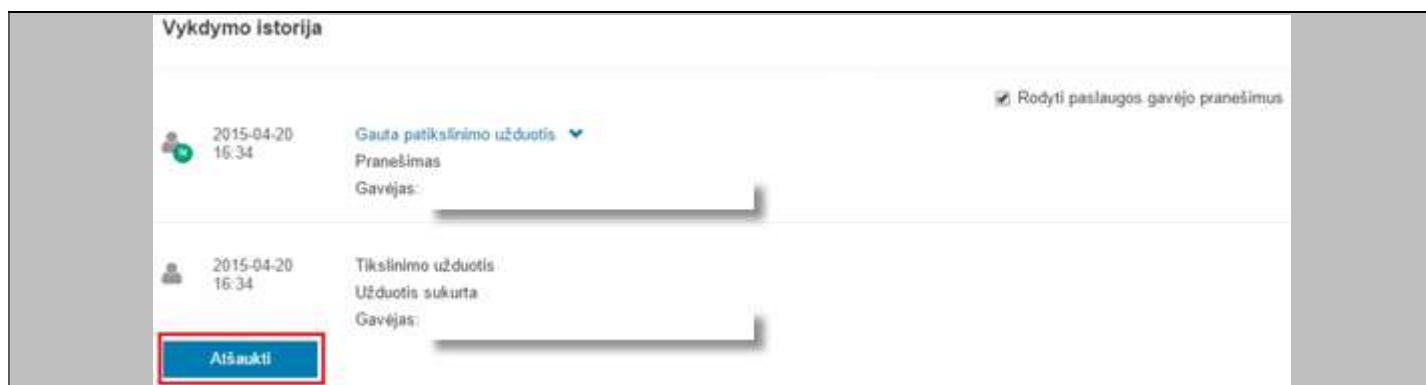 Vykdymo istorija
Rodyti paslaugos gavėjo pranešimus
2015-04-20
16:34
Gauta patikslinimo užduotis
Pranešimas
Gavėjas:
2015-04-20
16:34
Tikslinimo užduotis
Užduotis sukurta
Gavėjas:
Atšaukti